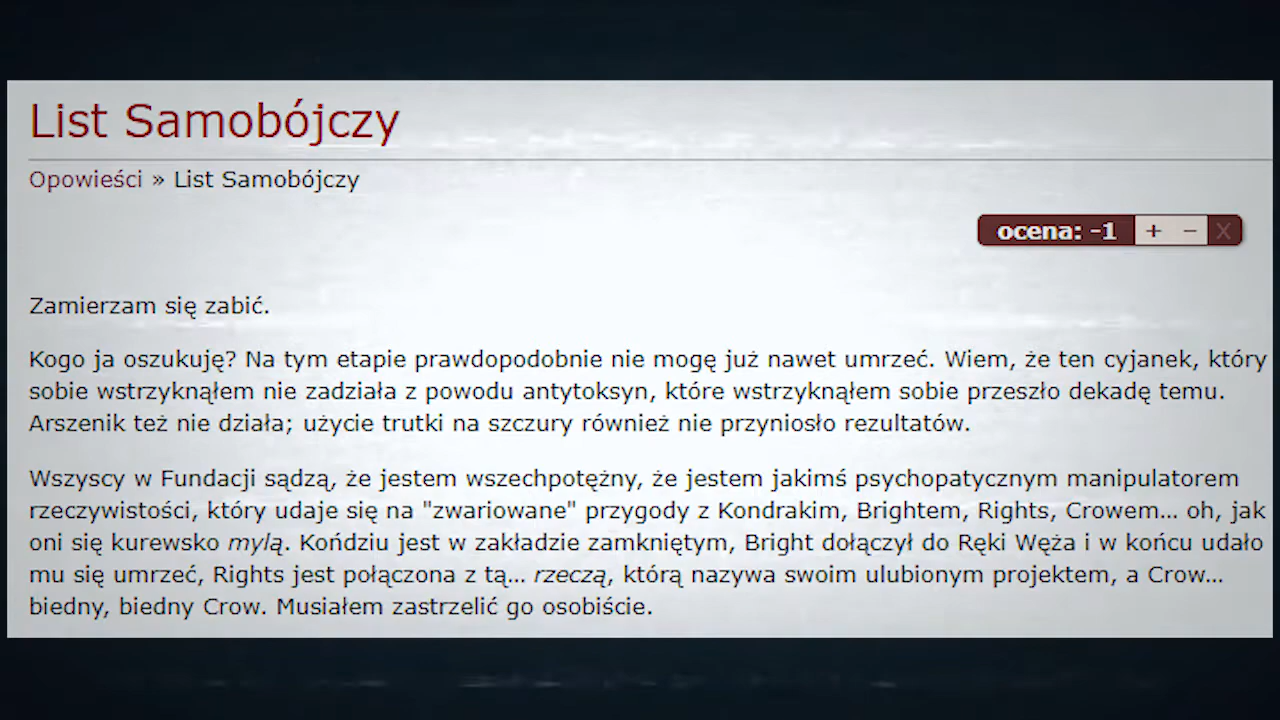 List Samobójczy
Opowieści » List Samobójczy
ocena: -1 + − X
Zamierzam się zabić.
Kogo ja oszukuję? Na tym etapie prawdopodobnie nie mogę już nawet umrzeć. Wiem, że ten cyjanek, który
sobie wstrzyknąłem nie zadziała z powodu antytoksyn, które wstrzyknąłem sobie przeszło dekadę temu.
Arszenik też nie działa; użycie trutki na szczury również nie przyniosło rezultatów.
Wszyscy w Fundacji sądzą, że jestem wszechpotężny, że jestem jakimś psychopatycznym manipulatorem
rzeczywistości, który udaje się na "zwariowane" przygody z Kondrakim, Brightem, Rights, Crowem... oh, jak
oni się kurewsko mylą. Końdziu jest w zakładzie zamkniętym, Bright dołączył do Ręki Węża i w końcu udało
mu się umrzeć, Rights jest połączona z tą... rzeczą, którą nazywa swoim ulubionym projektem, a Crow...
biedny, biedny Crow. Musiałem zastrzelić go osobiście.